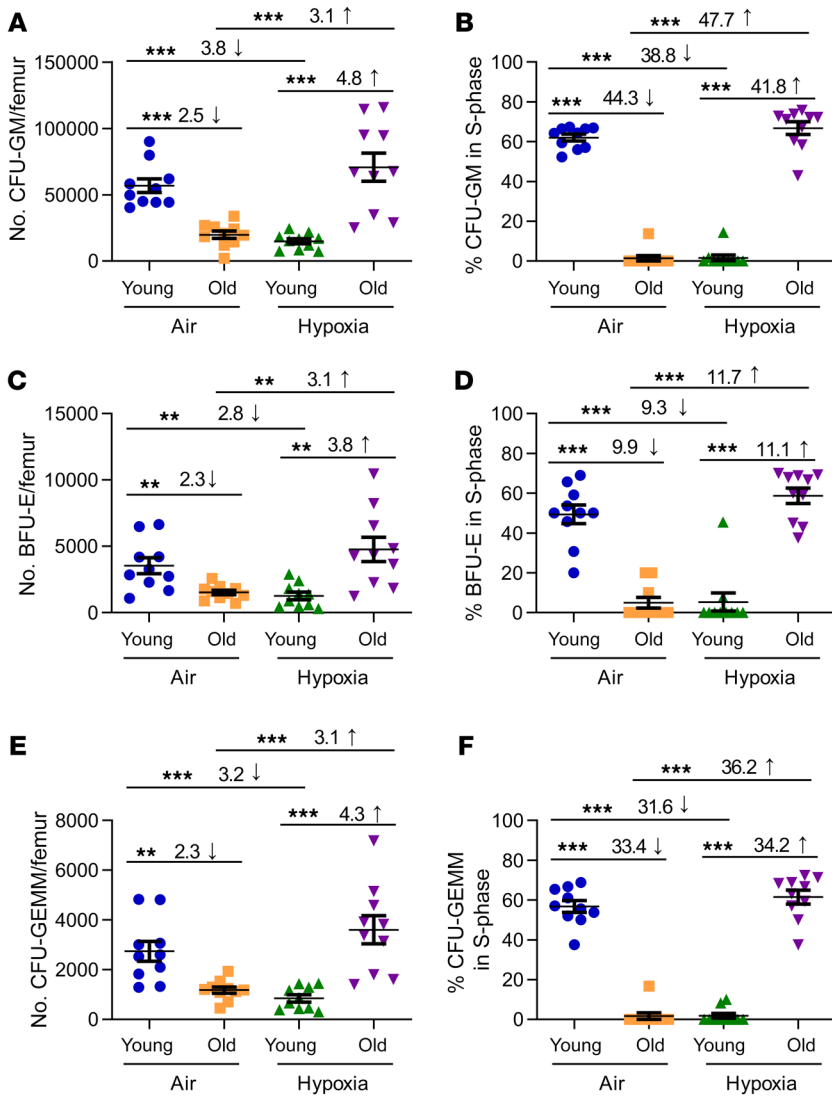 A
*** 3.1 ↑
*** 3.8 ↓
*** 4.8 ↑
*** 2.5 ↓
No. CFU-GM/femur
150000
100000
50000
0
Young Old Young Old
Air Hypoxia
B
*** 47.7 ↑
*** 38.8 ↓
*** 44.3 ↓
*** 41.8 ↑
% CFU-GM in S-phase
100
80
60
40
20
0
Young Old Young Old
Air Hypoxia
C
** 3.1 ↑
** 2.8 ↓
** 3.8 ↑
** 2.3↓
No. BFU-E/femur
15000
10000
5000
0
Young Old Young Old
Air Hypoxia
D
*** 11.7 ↑
*** 9.3 ↓
*** 9.9 ↓
*** 11.1 ↑
% BFU-E in S-phase
100
80
60
40
20
0
Young Old Young Old
Air Hypoxia
E
*** 3.1 ↑
*** 3.2 ↓
*** 4.3 ↑
** 2.3 ↓
No. CFU-GEMM/femur
8000
6000
4000
2000
0
Young Old Young Old
Air Hypoxia
F
*** 36.2 ↑
*** 31.6 ↓
*** 33.4 ↓
*** 34.2 ↑
% CFU-GEMM
in S-phase
100
80
60
40
20
0
Young Old Young Old
Air Hypoxia